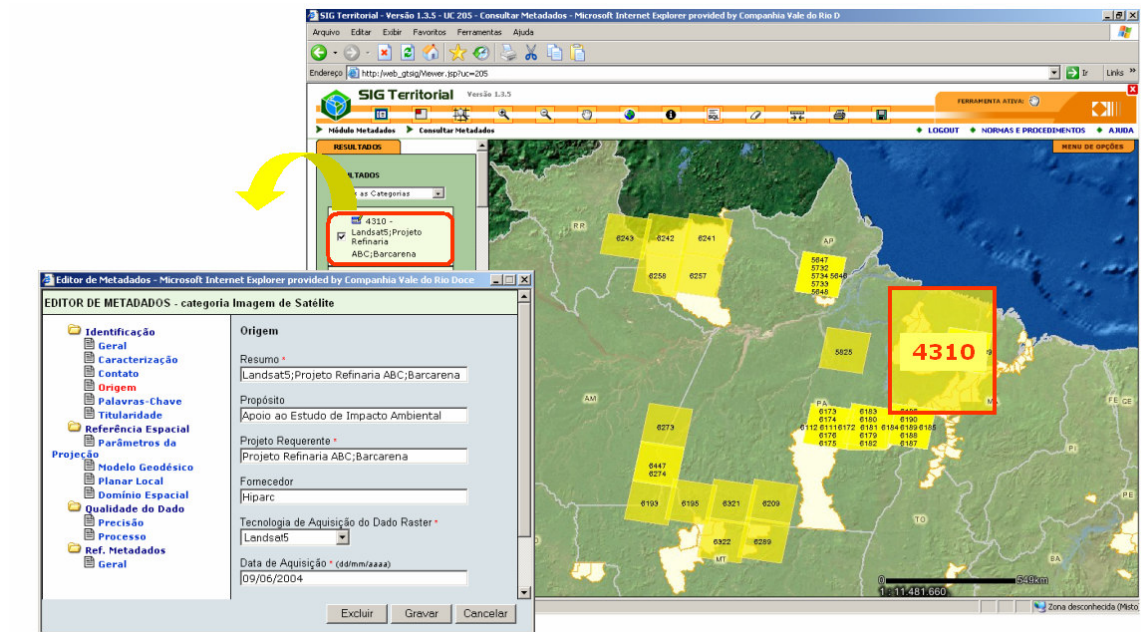 SIG Territorial - Versão 1.3.5 - UC 205 - Consultar Metadados - Microsoft Internet Explorer provided by Companhia Vale do Rio D
Arquivo Editar Exibir Favoritos Ferramentas Ajuda
Endereço http://web_gtsig/Viewer.jsp?uc=205 Ir Links »
SIG Territorial Versão 1.3.5
FERRAMENTA ATIVA:
Módulo Metadados Consultar Metadados
LOGOUT NORMAS E PROCEDIMENTOS AJUDA
RESULTADOS
MENU DE OPÇÕES
as Categorias
4310 -
Landsat5;Projeto
Refinaria
ABC;Barcarena
Editor de Metadados - Microsoft Internet Explorer provided by Companhia Vale do Rio Doce
EDITOR DE METADADOS - categoria Imagem de Satélite
Identificação
Geral
Caracterização
Contato
Origem
Palavras-Chave
Titularidade
Referência Espacial
Parâmetros da
Projeção
Modelo Geodésico
Planar Local
Domínio Espacial
Qualidade do Dado
Precisão
Processo
Ref. Metadados
Geral
Origem
Resumo *
Landsat5;Projeto Refinaria ABC;Barcarena
Propósito
Apoio ao Estudo de Impacto Ambiental
Projeto Requerente *
Projeto Refinaria ABC;Barcarena
Fornecedor
Hiparc
Tecnologia de Aquisição do Dado Raster *
Landsat5
Data de Aquisição * (dd/mm/aaaa)
09/06/2004
Excluir Gravar Cancelar
RR
6243 6242 6241
AP
5647
5732
5734 5646
5733
5648
6258 6257
4310
5825
AM
PA
MA
CE
6173 6183
6174 6180 6190
6112 6111 6172 6181 6184 6189 6185
6176 6179 6188
6175 6182 6187
6273
PI
6447
6274
6193 6195 6321 6209
PE
TO
6322 6289
MT
BA
0 549km
1 : 11.481.660
Zona desconhecida (Misto